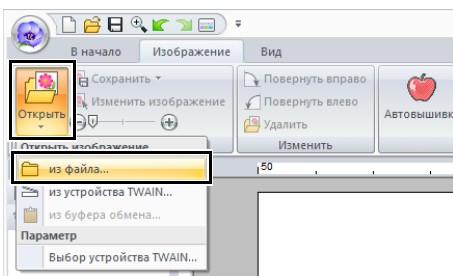 В начало Изображение Вид
Открыть
Сохранить
Изменить изображение
Повернуть вправо
Повернуть влево
Удалить
Изменить
Автовышивк
Открыть изображение
из файла...
из устройства TWAIN...
из буфера обмена...
Параметр
Выбор устройства TWAIN...
50